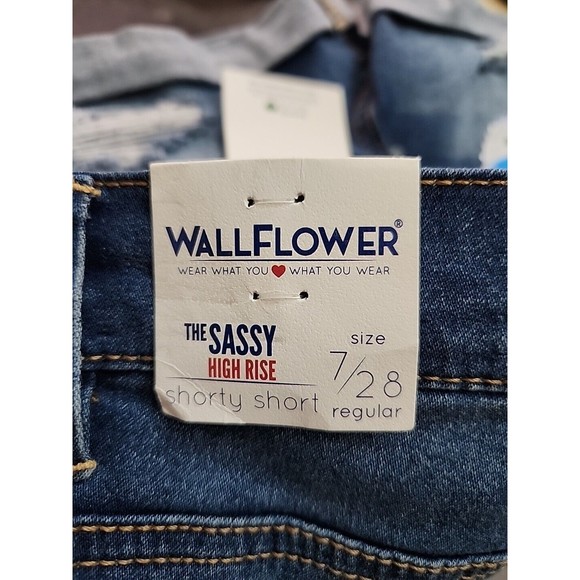 WALLFLOWER®
WEAR WHAT YOU ❤ WHAT YOU WEAR
THE SASSY
HIGH RISE
shorty short
size
7/28
regular